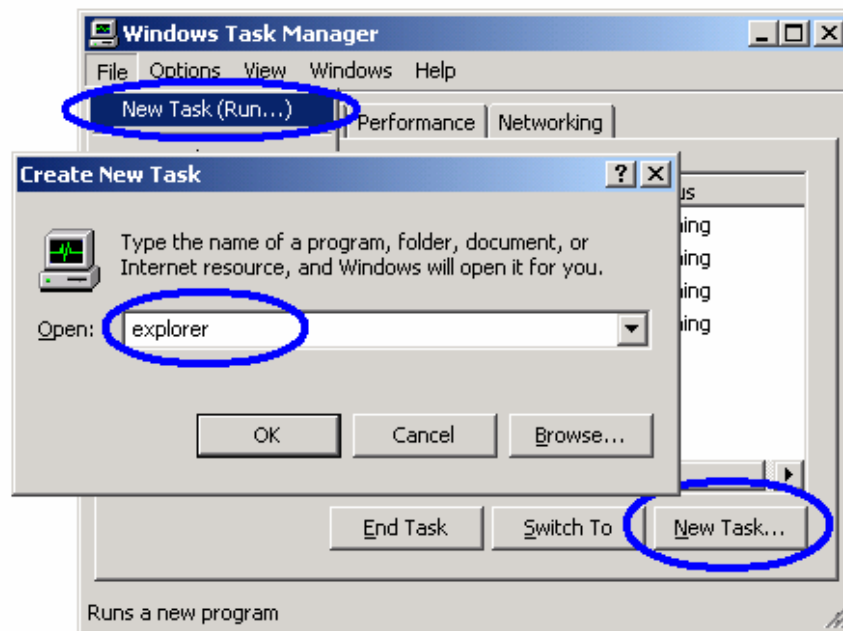 Windows Task Manager
File Options View Windows Help
New Task (Run...)
Performance Networking
Create New Task
Type the name of a program, folder, document, or
Internet resource, and Windows will open it for you.
Open: explorer
OK Cancel Browse...
End Task Switch To New Task...
Runs a new program